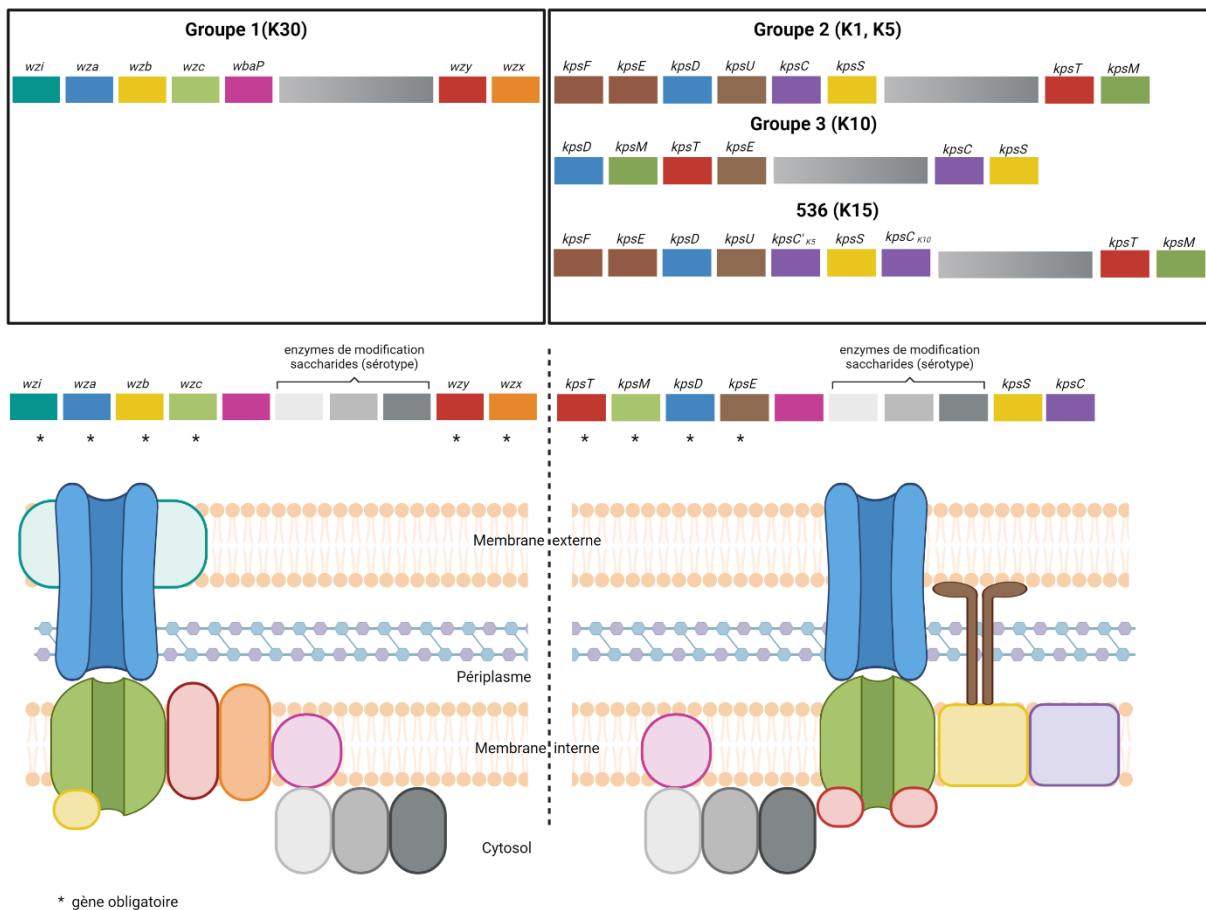 Groupe 1(K30)
wzi wza wzb wzc wbaP wzy wzx
Groupe 2 (K1, K5)
kpsF kpsE kpsD kpsU kpsC kpsS kpsT kpsM
Groupe 3 (K10)
kpsD kpsM kpsT kpsE kpsC kpsS
536 (K15)
kpsF kpsE kpsD kpsU kpsC' K5 kpsS kpsC K10 kpsT kpsM
enzymes de modification
saccharides (sérotype)
wzi wza wzb wzc wzy wzx
* * * * * *
enzymes de modification
saccharides (sérotype)
kpsT kpsM kpsD kpsE kpsS kpsC
* * * *
Membrane externe
Périplasme
Membrane interne
Cytosol
* gène obligatoire